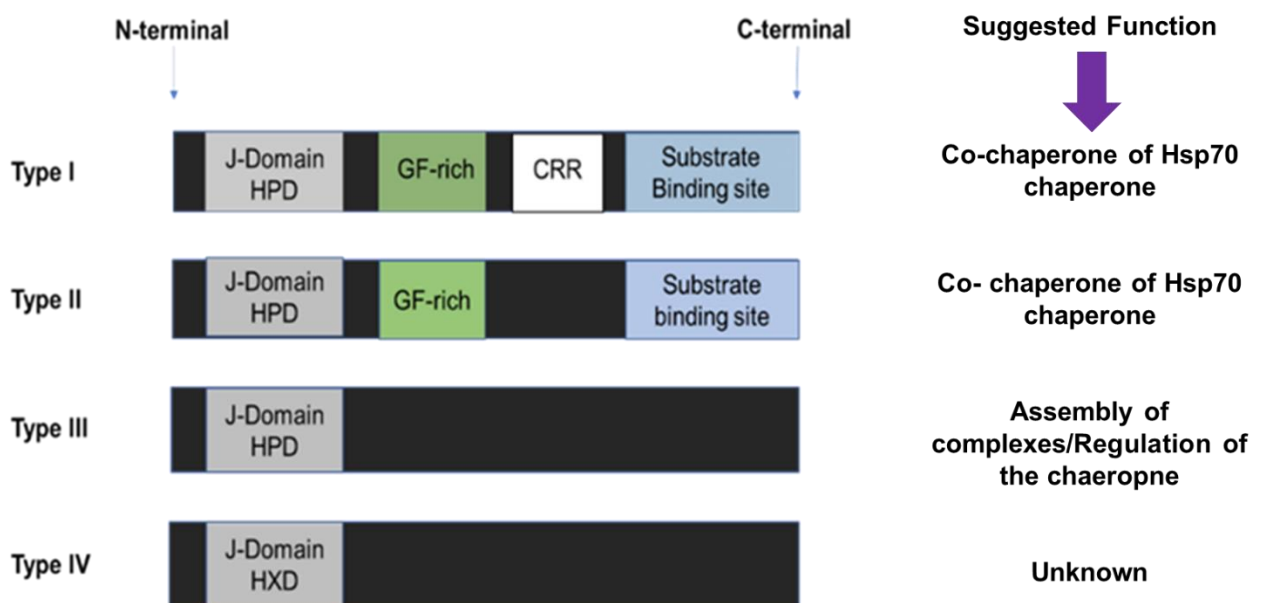 N-terminal
C-terminal
Suggested Function
Type I
J-Domain
HPD
GF-rich
CRR
Substrate
Binding site
Co-chaperone of Hsp70
chaperone
Type II
J-Domain
HPD
GF-rich
Substrate
binding site
Co- chaperone of Hsp70
chaperone
Type III
J-Domain
HPD
Assembly of
complexes/Regulation of
the chaeropne
Type IV
J-Domain
HXD
Unknown